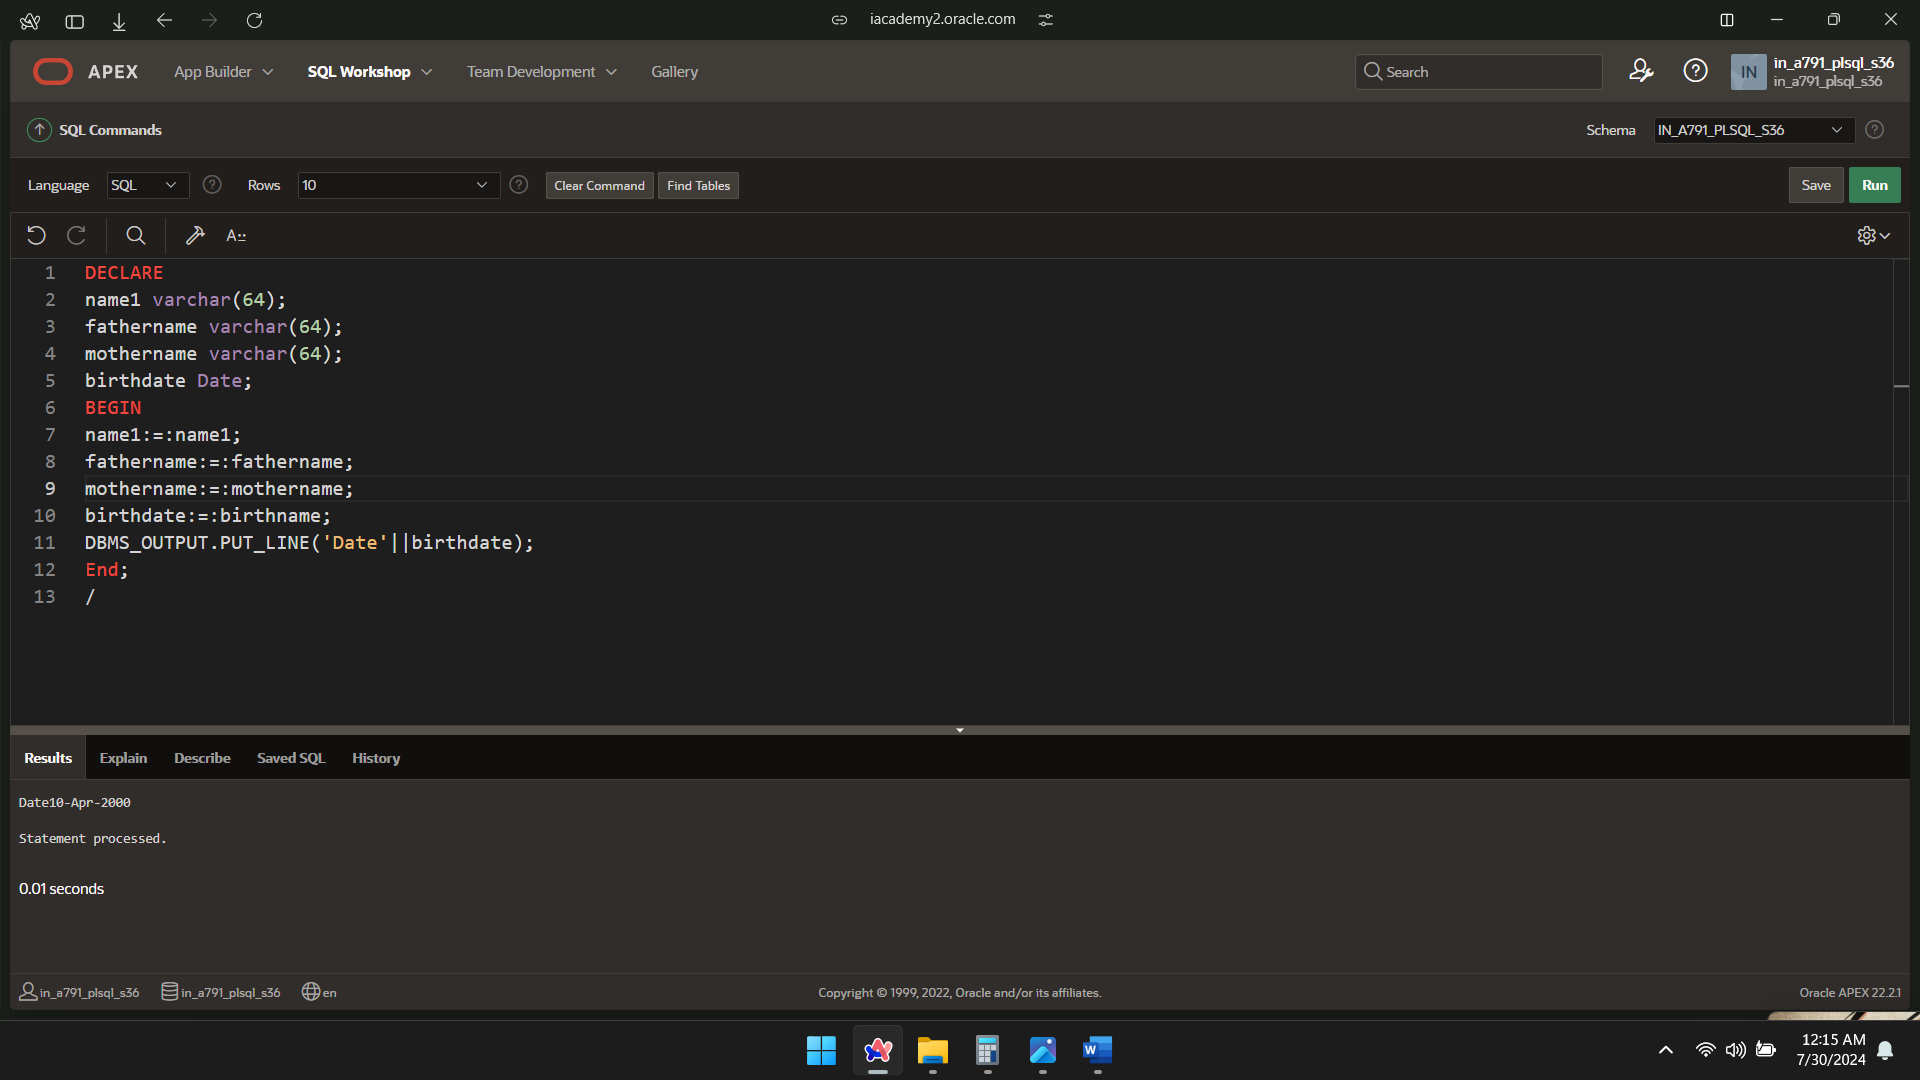 iacademy2.oracle.com
APEX App Builder SQL Workshop Team Development Gallery Search IN in_a791_plsql_s36
in_a791_plsql_s36
SQL Commands Schema IN_A791_PLSQL_S36
Language SQL Rows 10 Clear Command Find Tables Save Run
1 DECLARE
2 name1 varchar(64);
3 fathername varchar(64);
4 mothername varchar(64);
5 birthdate Date;
6 BEGIN
7 name1:=:name1;
8 fathername:=:fathername;
9 mothername:=:mothername;
10 birthdate:=:birthname;
11 DBMS_OUTPUT.PUT_LINE('Date'||birthdate);
12 End;
13 /
Results Explain Describe Saved SQL History
Date10-Apr-2000
Statement processed.
0.01 seconds
in_a791_plsql_s36 in_a791_plsql_s36 en Copyright © 1999, 2022, Oracle and/or its affiliates. Oracle APEX 22.2.1
12:15 AM
7/30/2024